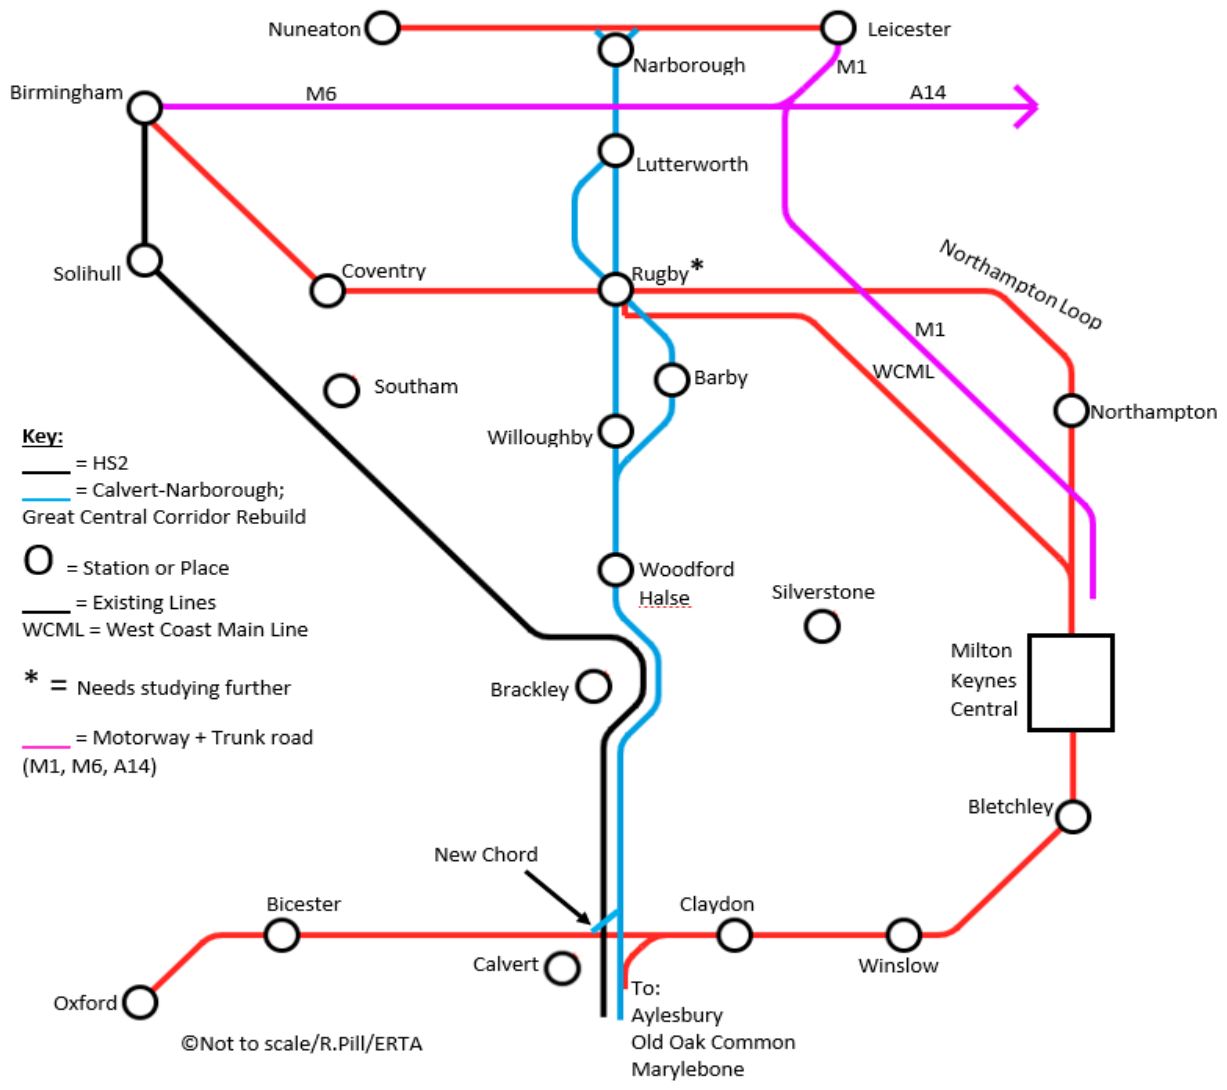 Nuneaton
Leicester
Narborough
M1
Birmingham
M6
A14
Lutterworth
Solihull
Coventry
Rugby*
Northampton Loop
M1
WCML
Southam
Barby
Northampton
Willoughby
Key:
= HS2
= Calvert-Narborough;
Great Central Corridor Rebuild
O = Station or Place
= Existing Lines
WCML = West Coast Main Line
* = Needs studying further
= Motorway + Trunk road
(M1, M6, A14)
Woodford
Halse
Silverstone
Brackley
Milton
Keynes
Central
Bletchley
New Chord
Bicester
Claydon
Calvert
Winslow
Oxford
To:
Aylesbury
Old Oak Common
Marylebone
©Not to scale/R.Pill/ERTA